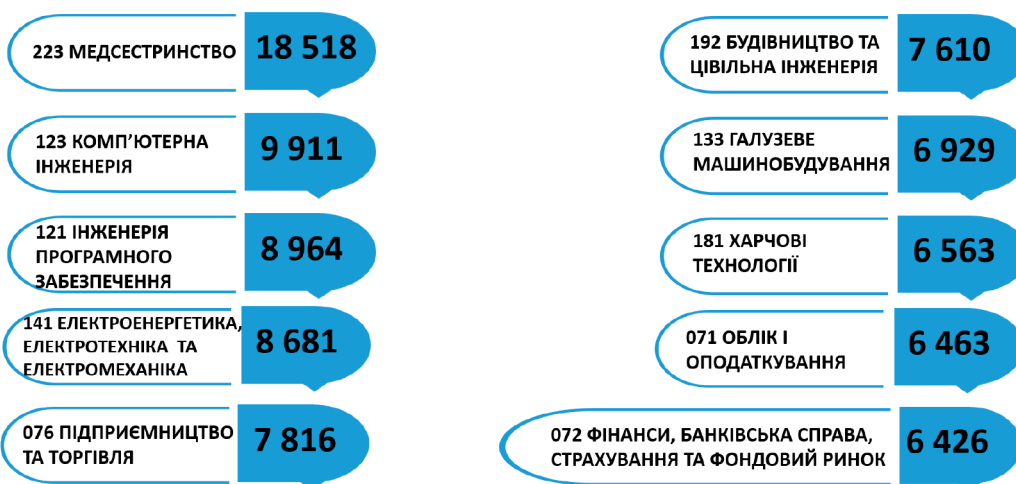 223 МЕДСЕСТРИНСТВО
18 518
123 КОМП’ЮТЕРНА
ІНЖЕНЕРІЯ
9 911
121 ІНЖЕНЕРІЯ
ПРОГРАМНОГО
ЗАБЕЗПЕЧЕННЯ
8 964
141 ЕЛЕКТРОЕНЕРГЕТИКА,
ЕЛЕКТРОТЕХНІКА ТА
ЕЛЕКТРОМЕХАНІКА
8 681
076 ПІДПРИЄМНИЦТВО
ТА ТОРГІВЛЯ
7 816
192 БУДІВНИЦТВО ТА
ЦІВІЛЬНА ІНЖЕНЕРІЯ
7 610
133 ГАЛУЗЕВЕ
МАШИНОБУДУВАННЯ
6 929
181 ХАРЧОВІ
ТЕХНОЛОГІЇ
6 563
071 ОБЛІК І
ОПОДАТКУВАННЯ
6 463
072 ФІНАНСИ, БАНКІВСЬКА СПРАВА,
СТРАХУВАННЯ ТА ФОНДОВИЙ РИНОК
6 426